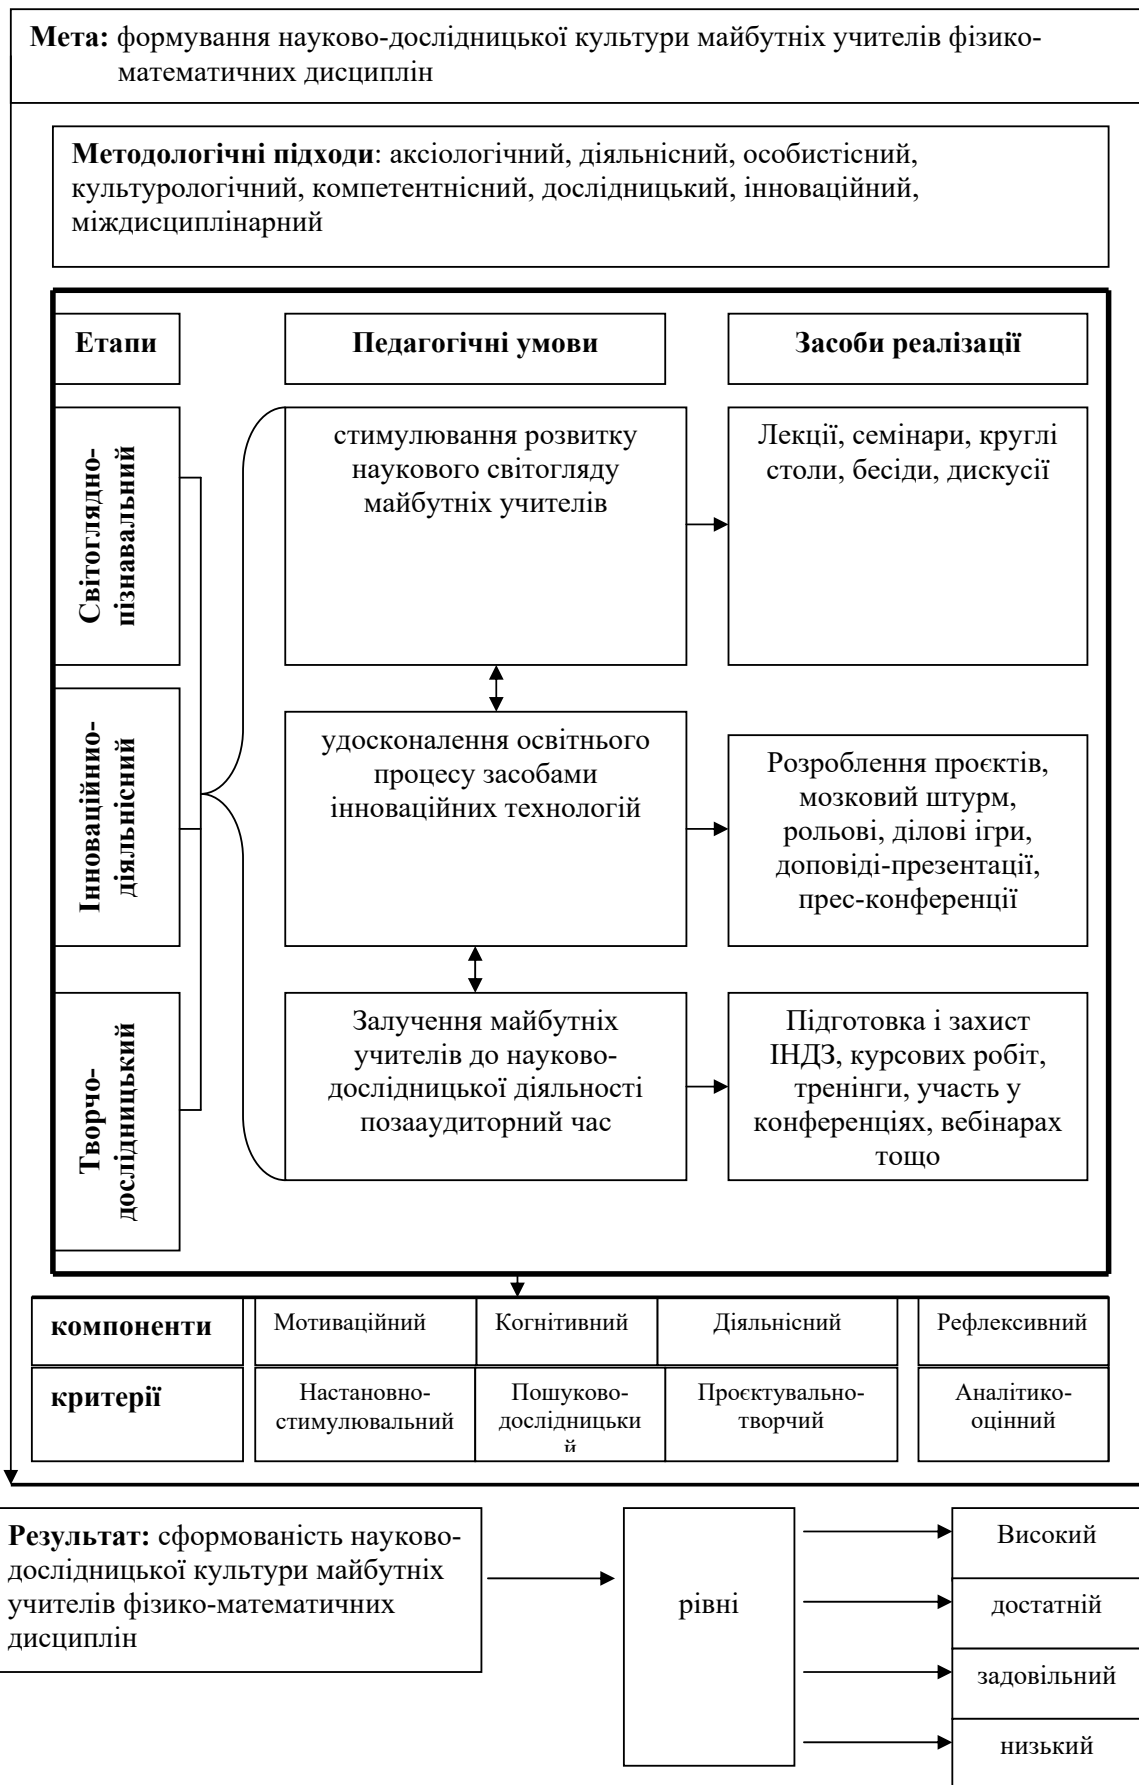 Мета: формування науково-дослідницької культури майбутніх учителів фізико-
математичних дисциплін
Методологічні підходи: аксіологічний, діяльнісний, особистісний,
культурологічний, компетентнісний, дослідницький, інноваційний,
міждисциплінарний
Етапи
Педагогічні умови
Засоби реалізації
Світоглядно-
пізнавальний
стимулювання розвитку
наукового світогляду
майбутніх учителів
Лекції, семінари, круглі
столи, бесіди, дискусії
Інноваційнио-
діяльнісний
удосконалення освітнього
процесу засобами
інноваційних технологій
Розроблення проєктів,
мозковий штурм,
рольові, ділові ігри,
доповіді-презентації,
прес-конференції
Творчо-
дослідницький
Залучення майбутніх
учителів до науково-
дослідницької діяльності
позааудиторний час
Підготовка і захист
ІНДЗ, курсових робіт,
тренінги, участь у
конференціях, вебінарах
тощо
компоненти
Мотиваційний
Когнітивний
Діяльнісний
Рефлексивний
критерії
Настановно-
стимулювальний
Пошуково-
дослідницьки
й
Проєктувально-
творчий
Аналітико-
оцінний
Результат: сформованість науково-
дослідницької культури майбутніх
учителів фізико-математичних
дисциплін
рівні
Високий
достатній
задовільний
низький